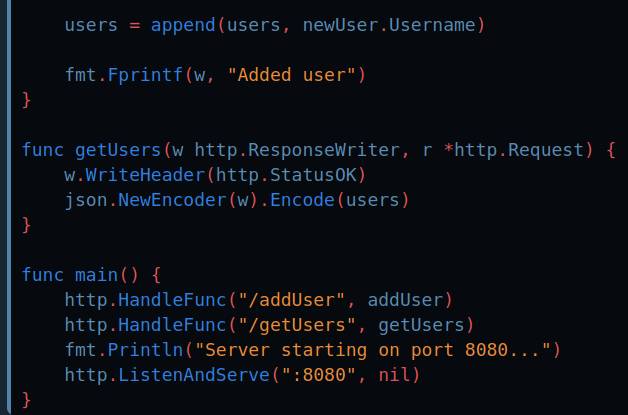 users = append(users, newUser.Username)
fmt.Fprintf(w, "Added user")
}
func getUsers(w http.ResponseWriter, r *http.Request) {
w.WriteHeader(http.StatusOK)
json.NewEncoder(w).Encode(users)
}
func main() {
http.HandleFunc("/addUser", addUser)
http.HandleFunc("/getUsers", getUsers)
fmt.Println("Server starting on port 8080...")
http.ListenAndServe(":8080", nil)
}